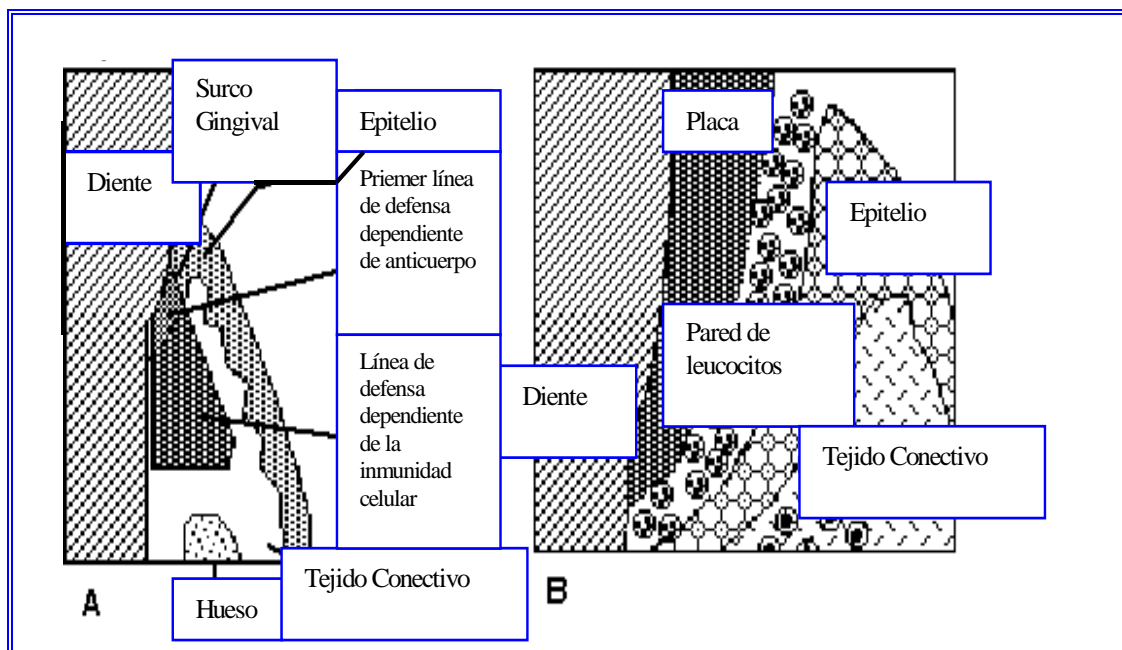 Surco
Gingival
Epitelio
Diente
Priemer línea
de defensa
dependiente
de anticuerpo
Línea de
defensa
dependiente
de la
inmunidad
celular
Tejido Conectivo
Hueso
A
Placa
Epitelio
Pared de
leucocitos
Diente
Tejido Conectivo
B